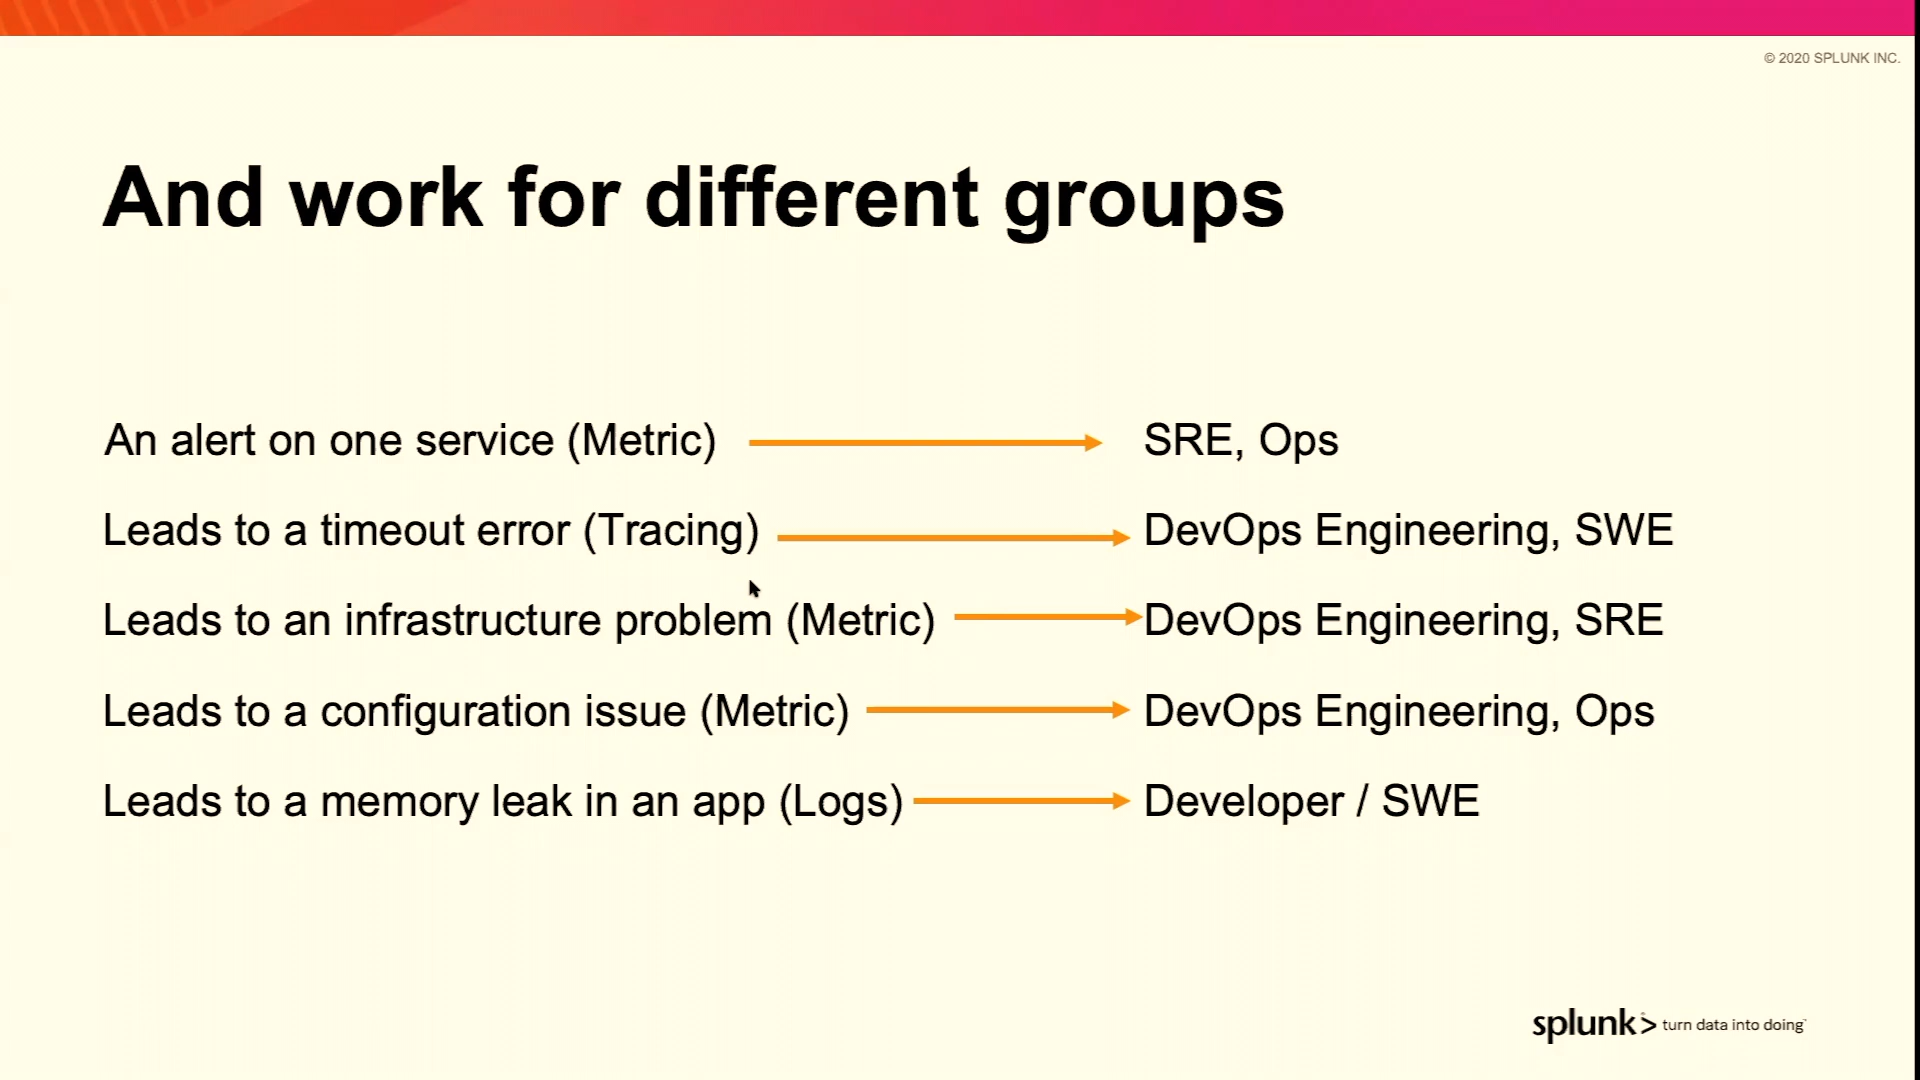 © 2020 SPLUNK INC.
And work for different groups
An alert on one service (Metric) SRE, Ops
Leads to a timeout error (Tracing) DevOps Engineering, SWE
Leads to an infrastructure problem (Metric) DevOps Engineering, SRE
Leads to a configuration issue (Metric) DevOps Engineering, Ops
Leads to a memory leak in an app (Logs) Developer / SWE
splunk> turn data into doing™